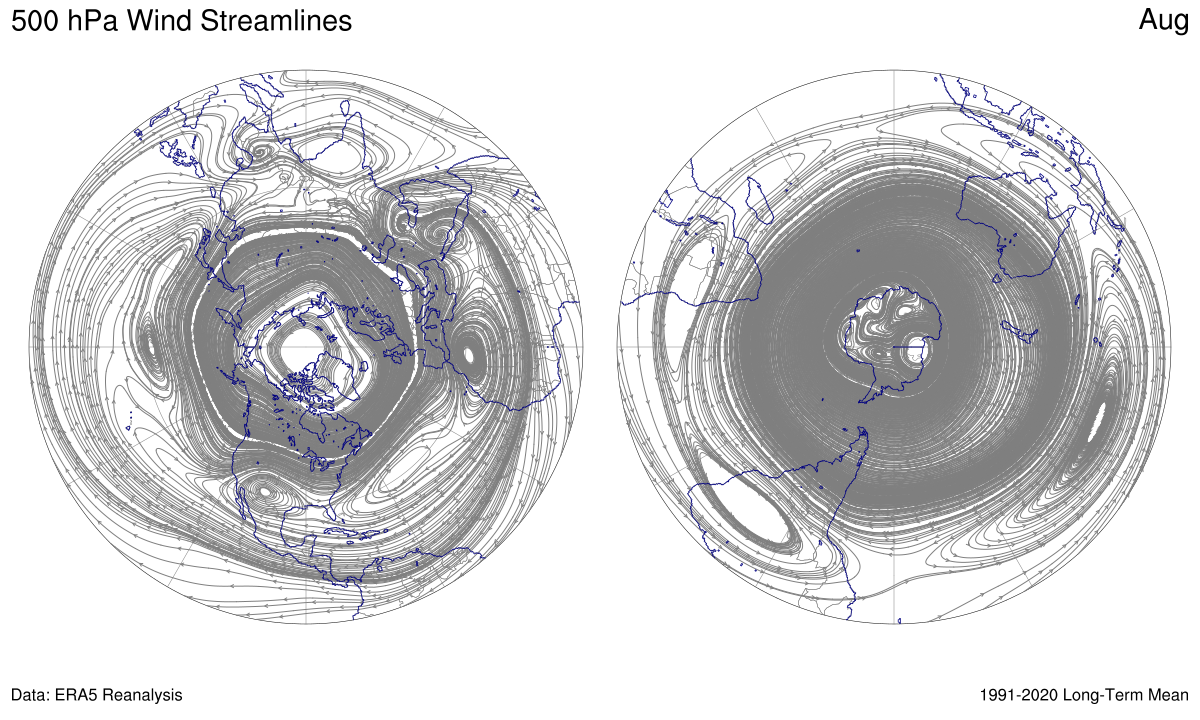 500 hPa Wind Streamlines
Aug
Data: ERA5 Reanalysis
1991-2020 Long-Term Mean